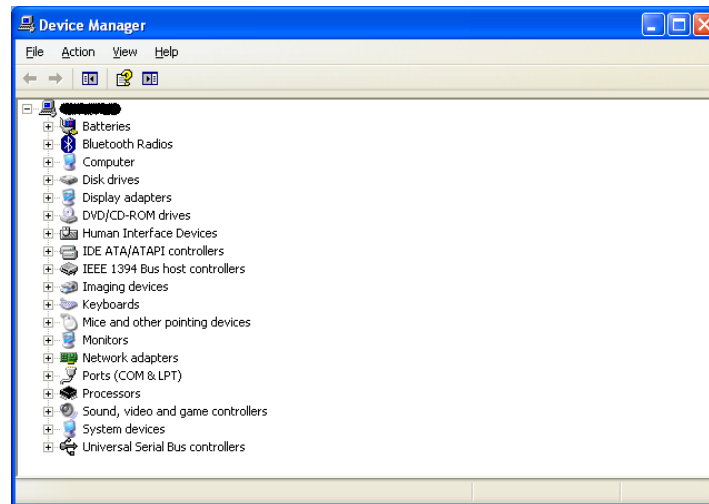 Device Manager
File Action View Help
Batteries
Bluetooth Radios
Computer
Disk drives
Display adapters
DVD/CD-ROM drives
Human Interface Devices
IDE ATA/ATAPI controllers
IEEE 1394 Bus host controllers
Imaging devices
Keyboards
Mice and other pointing devices
Monitors
Network adapters
Ports (COM & LPT)
Processors
Sound, video and game controllers
System devices
Universal Serial Bus controllers